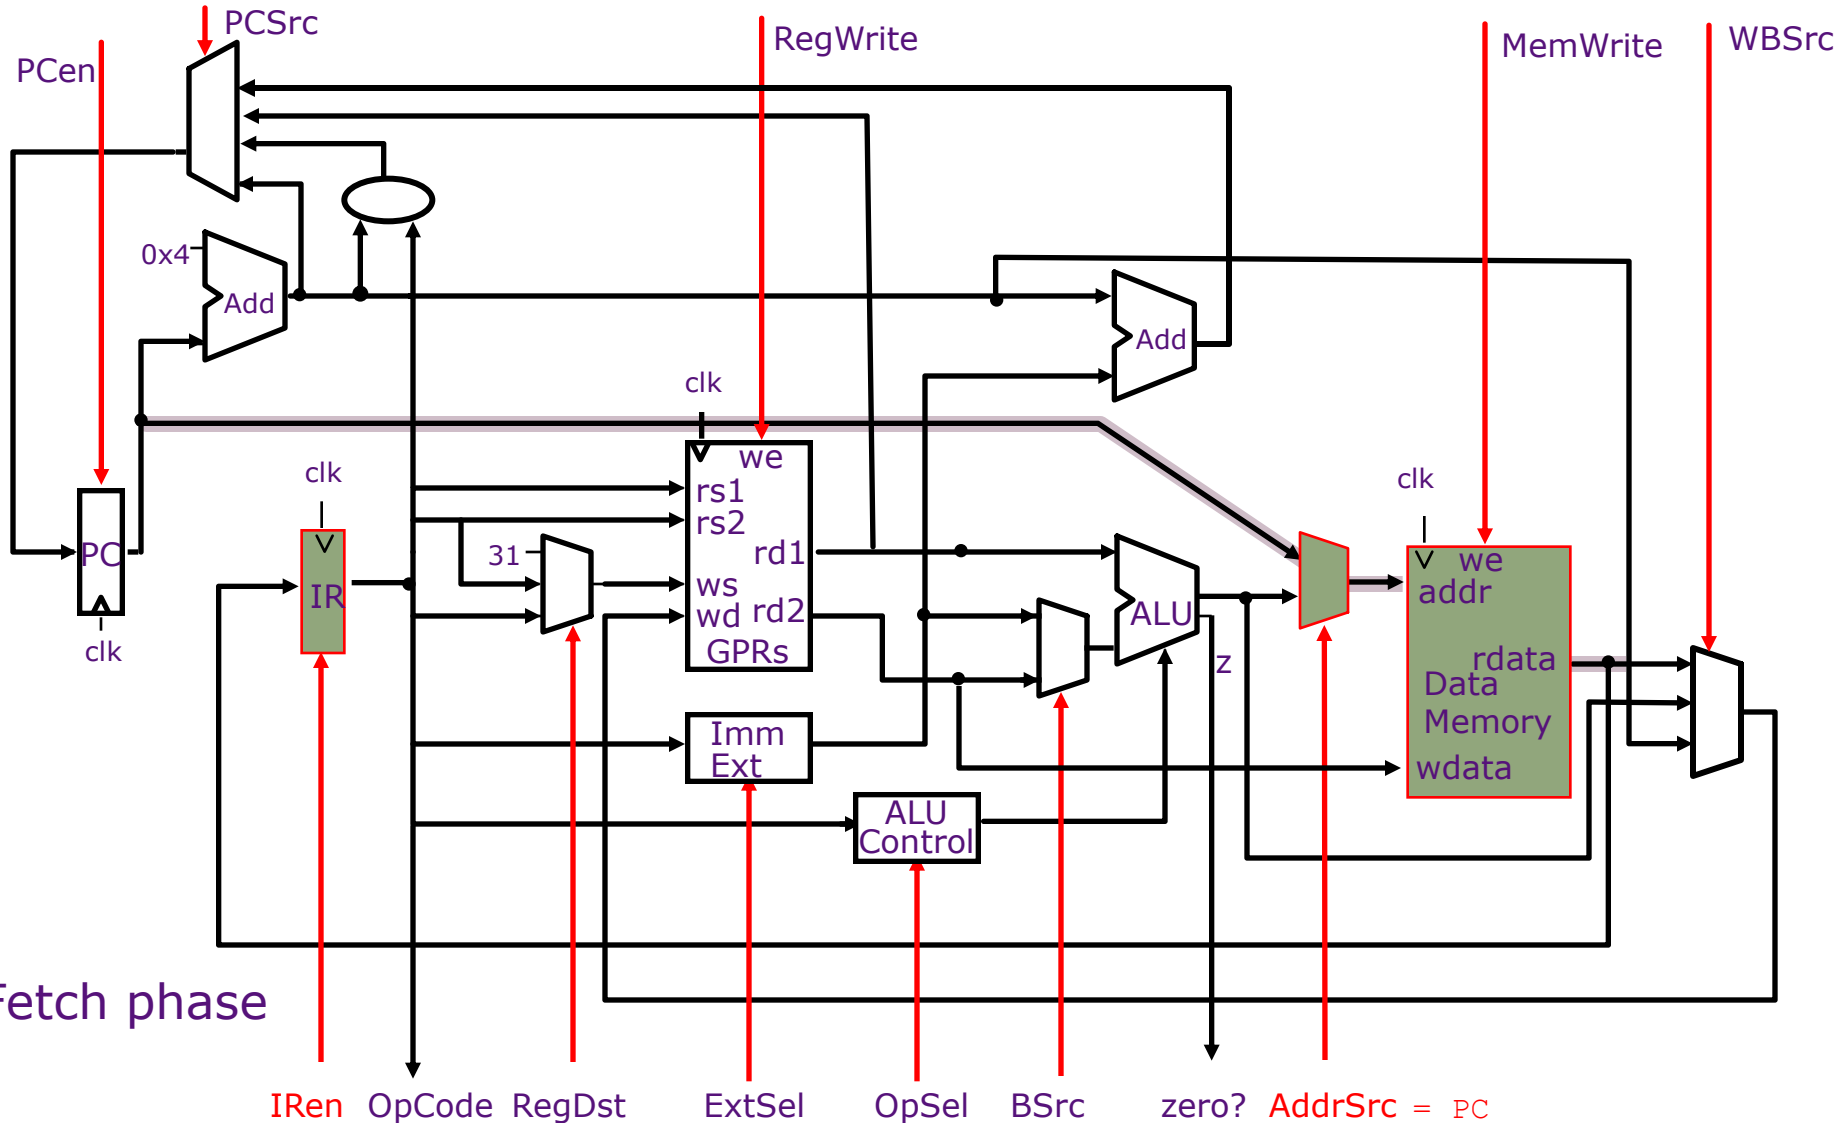 PCSrc
RegWrite
MemWrite
WBSrc
PCen
0x4
Add
Add
clk
clk
clk
we
rs1
rs2
rd1
ws
wd
rd2
GPRs
31
PC
clk
IR
ALU
z
we
addr
rdata
Data
Memory
wdata
Imm
Ext
ALU
Control
Fetch phase
IRen
OpCode
RegDst
ExtSel
OpSel
BSrc
zero?
AddrSrc = PC